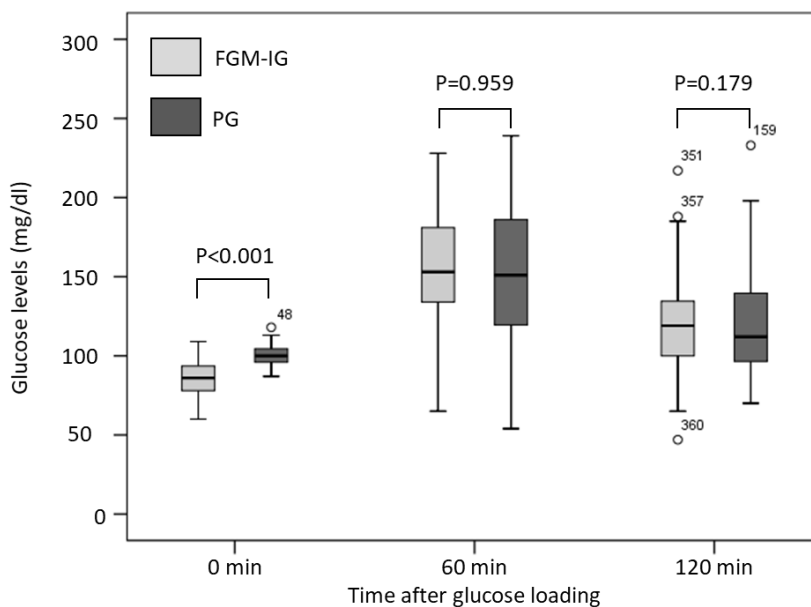 300
250
200
150
100
50
0
Glucose levels (mg/dl)
FGM-IG
PG
P<0.001
48
P=0.959
P=0.179
351
357
360
159
0 min
60 min
120 min
Time after glucose loading